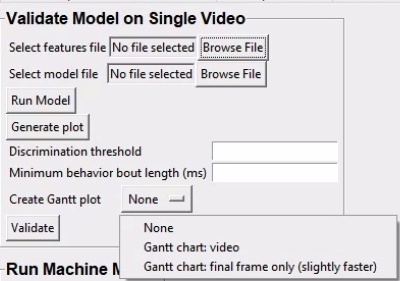 Validate Model on Single Video
Select features file No file selected Browse File
Select model file No file selected Browse File
Run Model
Generate plot
Discrimination threshold
Minimum behavior bout length (ms)
Create Gantt plot None
Validate
None
Gantt chart: video
Gantt chart: final frame only (slightly faster)
Run Machine